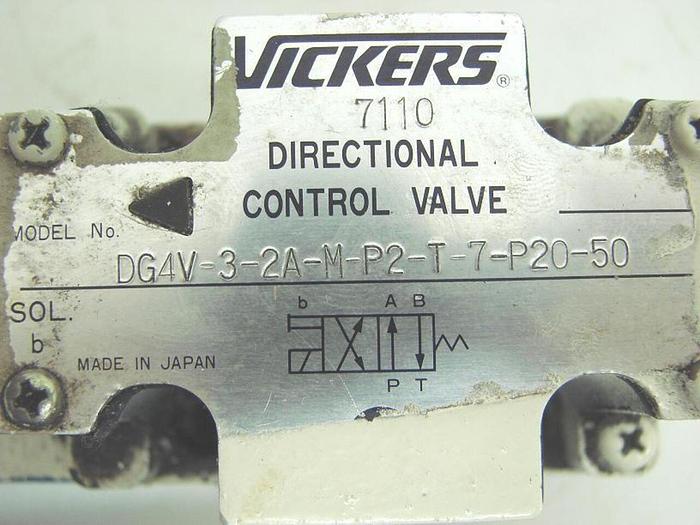 VICKERS®
7110
DIRECTIONAL
CONTROL VALVE
MODEL No.
DG4V-3-2A-M-P2-T-7-P20-50
SOL.
b
b A B
MADE IN JAPAN
P T